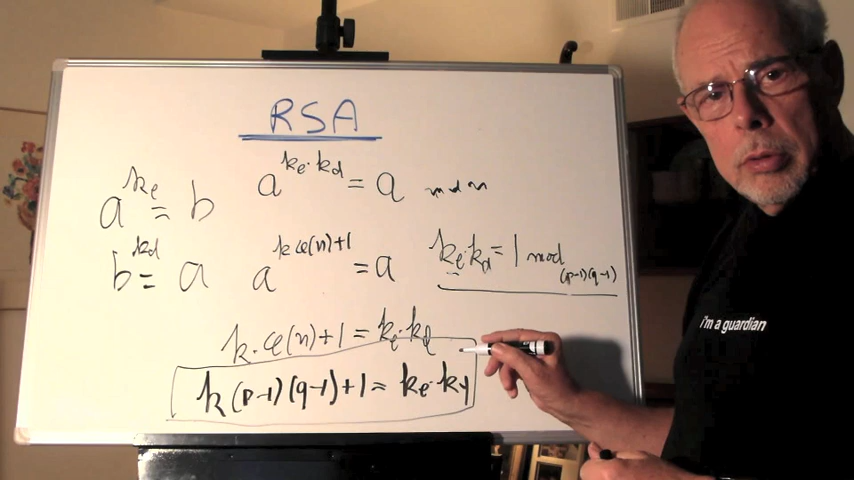 RSA
a^{ke} = b
a^{ke·kd} = a mod n
b^{kd} = a
a^{kφ(n)+1} = a
ke·kd = 1 mod (p-1)(q-1)
k·φ(n)+1 = ke·kd
k(p-1)(q-1)+1 = ke·kd
i'm a guardian